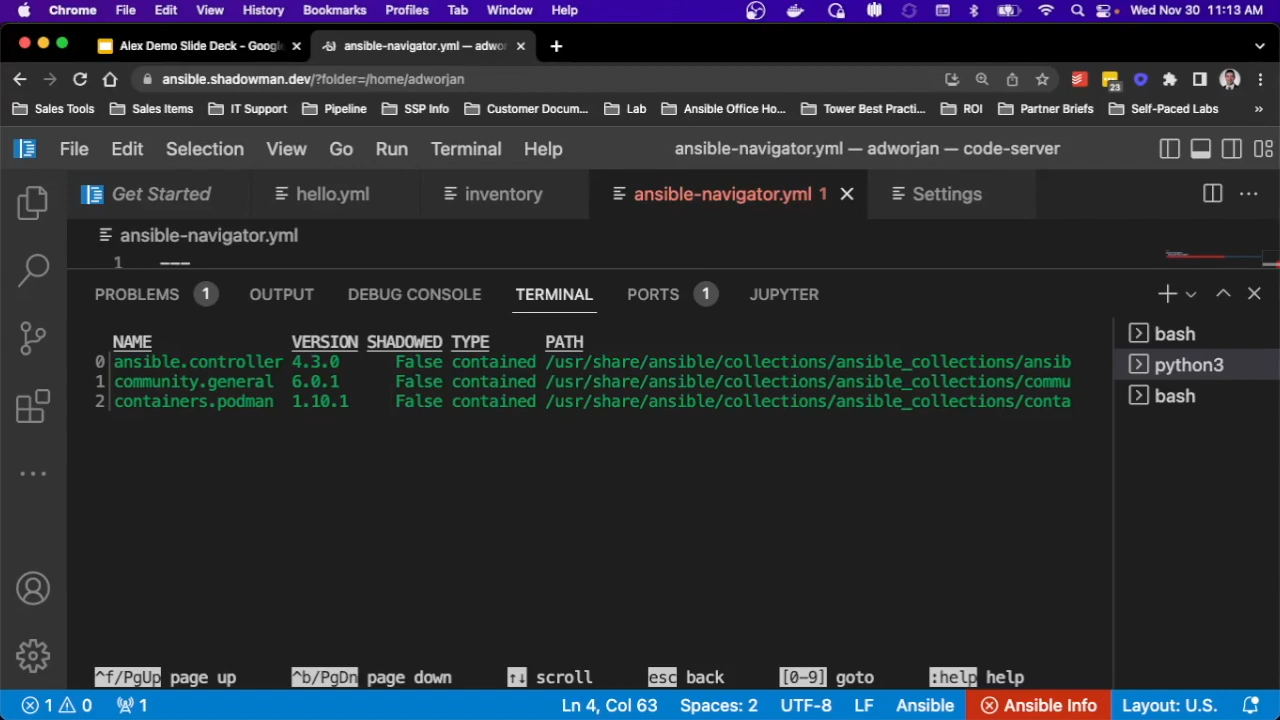 Chrome File Edit View History Bookmarks Profiles Tab Window Help Wed Nov 30 11:13 AM
Alex Demo Slide Deck – Google ansible-navigator.yml — adwor
ansible.shadowman.dev/?folder=/home/adworjan 23
Sales Tools Sales Items IT Support Pipeline SSP Info Customer Docum... Lab Ansible Office Ho... Tower Best Practi... ROI Partner Briefs Self-Paced Labs »
File Edit Selection View Go Run Terminal Help ansible-navigator.yml — adworjan — code-server
Get Started hello.yml inventory ansible-navigator.yml 1 Settings
ansible-navigator.yml
1 ---
PROBLEMS 1 OUTPUT DEBUG CONSOLE TERMINAL PORTS 1 JUPYTER
NAME VERSION SHADOWED TYPE PATH
0 ansible.controller 4.3.0 False contained /usr/share/ansible/collections/ansible_collections/ansib
1 community.general 6.0.1 False contained /usr/share/ansible/collections/ansible_collections/commu
2 containers.podman 1.10.1 False contained /usr/share/ansible/collections/ansible_collections/conta
bash
python3
bash
^f/PgUp page up ^b/PgDn page down ↑↓ scroll esc back [0-9] goto :help help
1 0 1 Ln 4, Col 63 Spaces: 2 UTF-8 LF Ansible Ansible Info Layout: U.S.